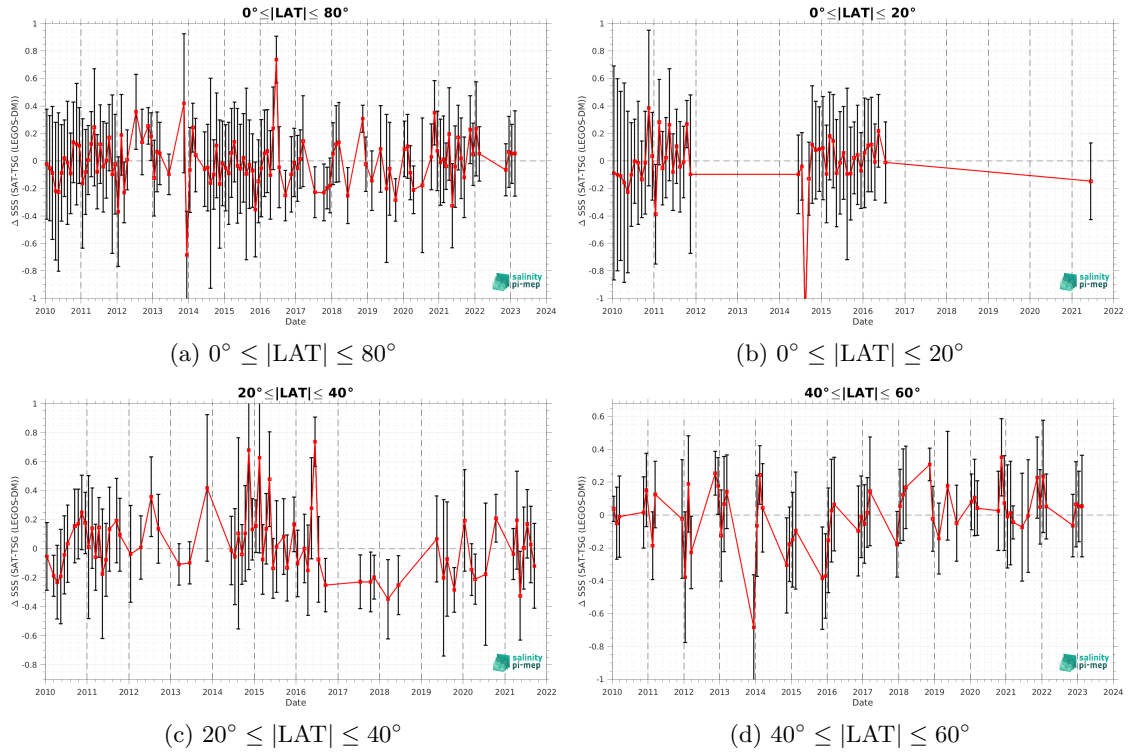 0°≤|LAT|≤ 80°
Δ SSS (SAT-TSG (LEGOS-DM))
1
0.8
0.6
0.4
0.2
0
-0.2
-0.4
-0.6
-0.8
-1
2010 2011 2012 2013 2014 2015 2016 2017 2018 2019 2020 2021 2022 2023 2024
Date
salinity
pi-mep
(a) 0° ≤ |LAT| ≤ 80°
0°≤|LAT|≤ 20°
Δ SSS (SAT-TSG (LEGOS-DM))
1
0.8
0.6
0.4
0.2
0
-0.2
-0.4
-0.6
-0.8
-1
2010 2011 2012 2013 2014 2015 2016 2017 2018 2019 2020 2021 2022
Date
salinity
pi-mep
(b) 0° ≤ |LAT| ≤ 20°
20°≤|LAT|≤ 40°
Δ SSS (SAT-TSG (LEGOS-DM))
1
0.8
0.6
0.4
0.2
0
-0.2
-0.4
-0.6
-0.8
2010 2011 2012 2013 2014 2015 2016 2017 2018 2019 2020 2021 2022
Date
salinity
pi-mep
(c) 20° ≤ |LAT| ≤ 40°
40°≤|LAT|≤ 60°
Δ SSS (SAT-TSG (LEGOS-DM))
0.6
0.4
0.2
0
-0.2
-0.4
-0.6
-0.8
-1
2010 2011 2012 2013 2014 2015 2016 2017 2018 2019 2020 2021 2022 2023 2024
Date
salinity
pi-mep
(d) 40° ≤ |LAT| ≤ 60°